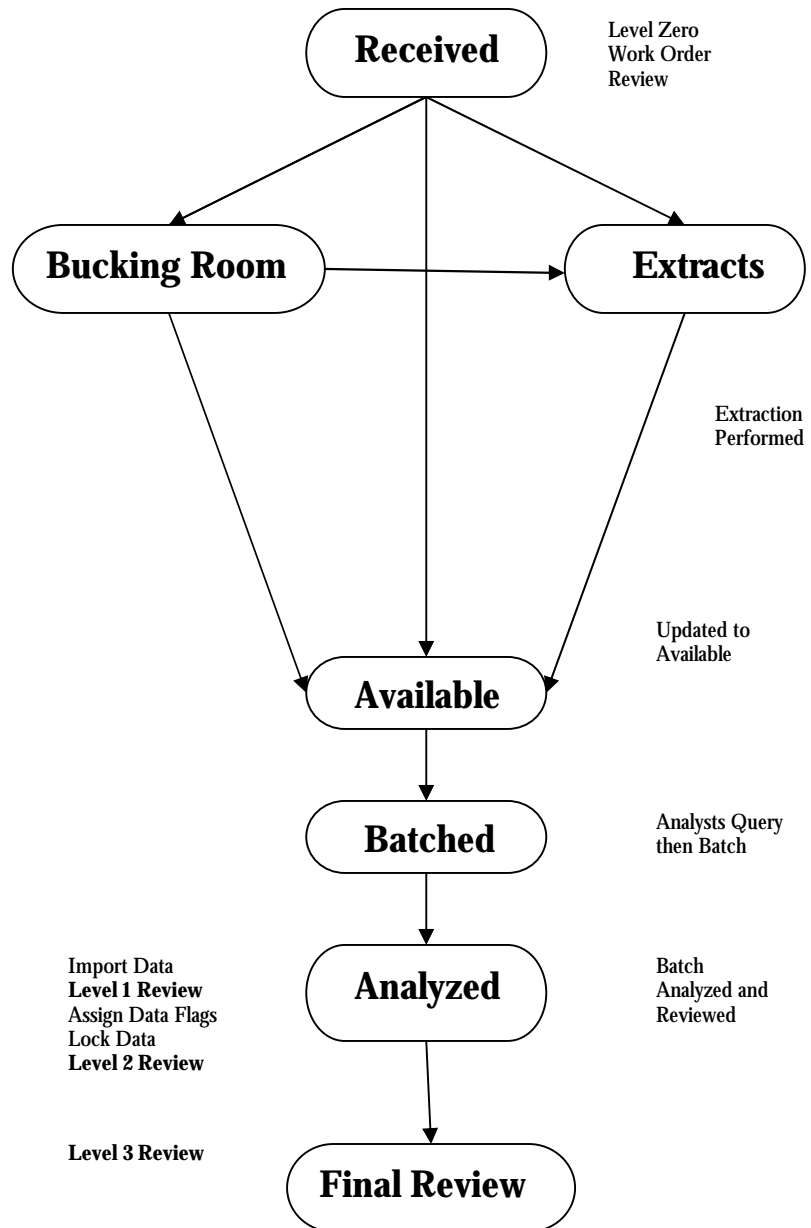 Received
Level Zero
Work Order
Review
Bucking Room
Extracts
Extraction
Performed
Updated to
Available
Available
Batched
Analysts Query
then Batch
Import Data
Level 1 Review
Assign Data Flags
Lock Data
Level 2 Review
Analyzed
Batch
Analyzed and
Reviewed
Level 3 Review
Final Review